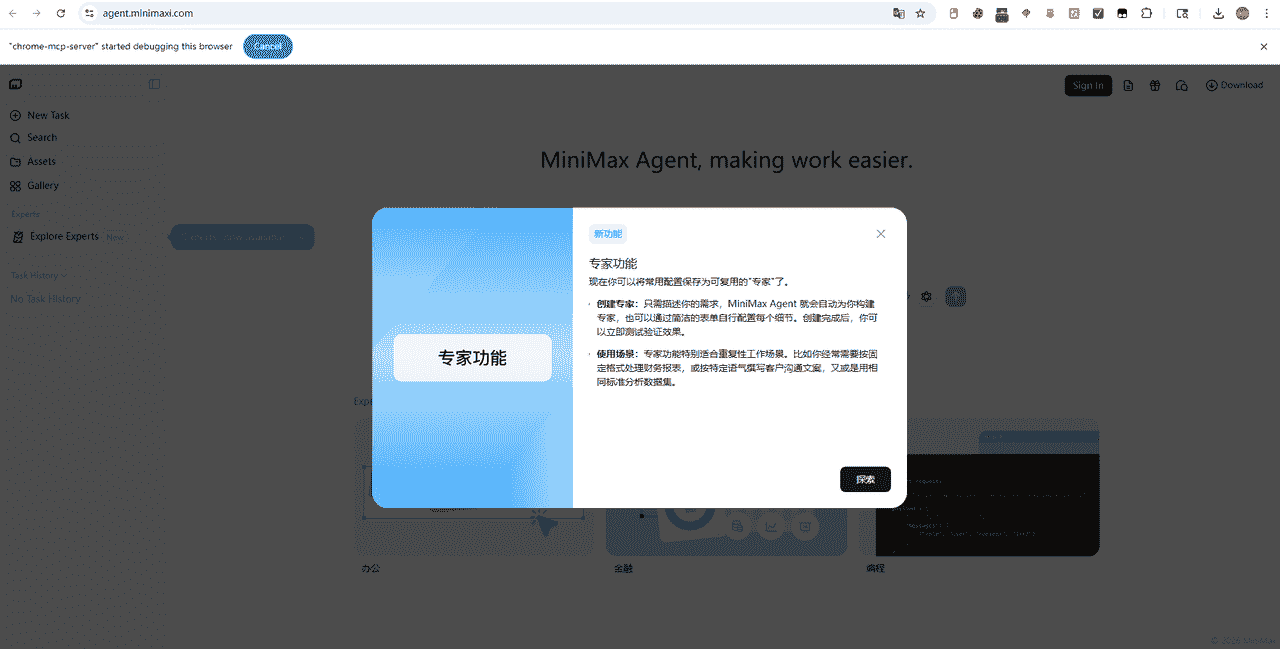 agent.minimaxi.com
"chrome-mcp-server" started debugging this browser
Cancel
Sign In
Download
New Task
Search
Assets
Gallery
Experts
Explore Experts
New
Task History
No Task History
MiniMax Agent, making work easier.
专家功能
新功能
专家功能
现在你可以将常用配置保存为可复用的"专家"了。
创建专家：只需描述你的需求，MiniMax Agent 就会自动为你构建
专家，也可以通过简洁的表单自行配置每个细节。创建完成后，你可
以立即测试验证效果。
使用场景：专家功能特别适合重复性工作场景。比如你经常需要按固
定格式处理财务报表，或按特定语气撰写客户沟通文案，又或是用相
同标准分析数据集。
探索
办公
金融
编程